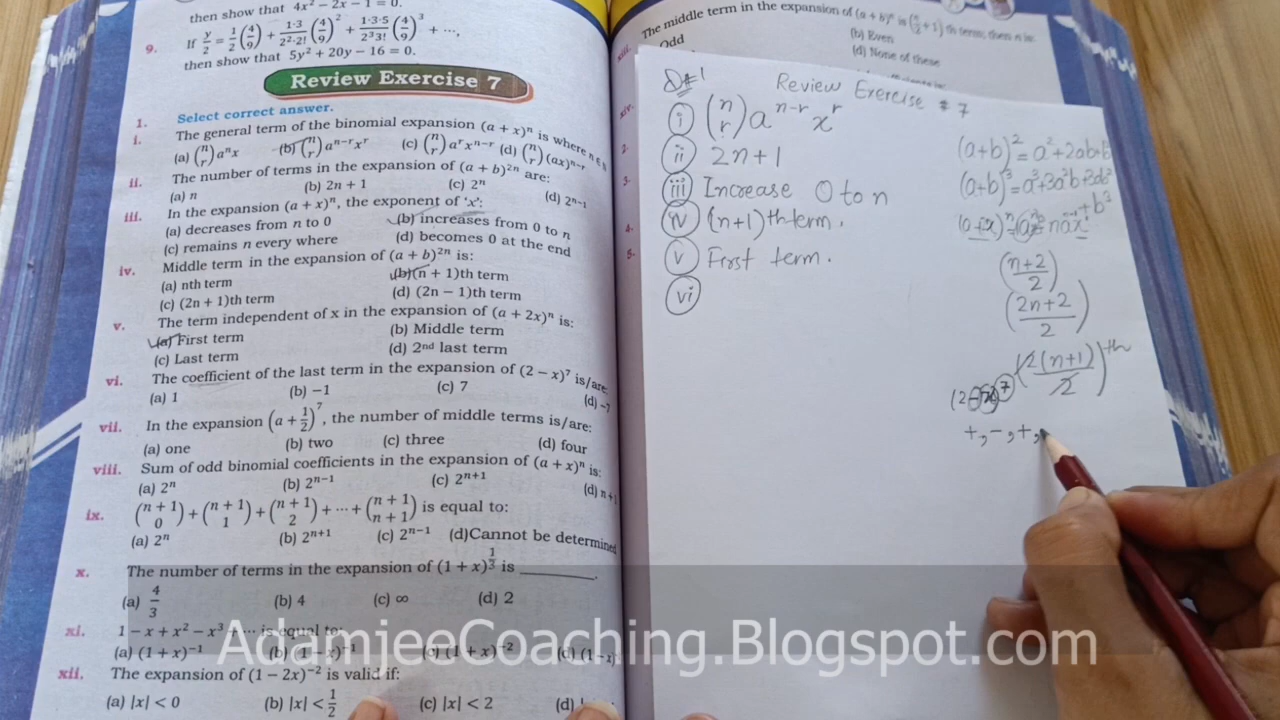 then show that 4x² − 2x − 1 = 0.
9. If y/2 = 1/2 (4/9) + 1·3/2²·2! (4/9)² + 1·3·5/2³3! (4/9)³ + ⋯,
then show that 5y² + 20y − 16 = 0.
Review Exercise 7
1. Select correct answer.
i. The general term of the binomial expansion (a + x)ⁿ is where n ∈
(a) (n r) aⁿx (b) (n r) aⁿ⁻ʳxʳ (c) (n r) aʳxⁿ⁻ʳ (d) (n r) (ax)ⁿ⁻ʳ
ii. The number of terms in the expansion of (a + b)²ⁿ are:
(a) n (b) 2n + 1 (c) 2ⁿ (d) 2ⁿ⁻¹
iii. In the expansion (a + x)ⁿ, the exponent of 'x':
(a) decreases from n to 0 (b) increases from 0 to n
(c) remains n every where (d) becomes 0 at the end
iv. Middle term in the expansion of (a + b)²ⁿ is:
(a) nth term (b) (n + 1)th term
(c) (2n + 1)th term (d) (2n − 1)th term
v. The term independent of x in the expansion of (a + 2x)ⁿ is:
(a) First term (b) Middle term
(c) Last term (d) 2nd last term
vi. The coefficient of the last term in the expansion of (2 − x)⁷ is/are:
(a) 1 (b) −1 (c) 7 (d) −7
vii. In the expansion (a + 1/2)⁷, the number of middle terms is/are:
(a) one (b) two (c) three (d) four
viii. Sum of odd binomial coefficients in the expansion of (a + x)ⁿ is:
(a) 2ⁿ (b) 2ⁿ⁻¹ (c) 2ⁿ⁺¹ (d) n +
ix. (n + 1 0) + (n + 1 1) + (n + 1 2) + ⋯ + (n + 1 n + 1) is equal to:
(a) 2ⁿ (b) 2ⁿ⁺¹ (c) 2ⁿ⁻¹ (d)Cannot be determined
x. The number of terms in the expansion of (1 + x)^(1/3) is ________.
(a) 4/3 (b) 4 (c) ∞ (d) 2
xi. 1 − x + x² − x³ + ⋯ is equal to:
(a) (1 + x)⁻¹ (b) (1 − x)⁻¹ (c) (1 + x)⁻² (d) (1 − x)
xii. The expansion of (1 − 2x)⁻² is valid if:
(a) |x| < 0 (b) |x| < 1/2 (c) |x| < 2 (d)
xiii. The middle term in the expansion of (a + b)ⁿ is (n/2 + 1) th term, then n is:
Odd (b) Even
(d) None of these
xiv.
2.
3.
4.
5.
Q#1 Review Exercise # 7
i (n r) aⁿ⁻ʳ xʳ
ii 2n+1
iii Increase 0 to n
iv (n+1)th term.
v First term.
vi
(a+b)² = a²+2ab+b²
(a+b)³ = a³+3a²b+3ab²
+b³
(n+2/2)
(2n+2/2)
(2(n+1)/2)th
+, −, +,
AdamjeeCoaching.Blogspot.com